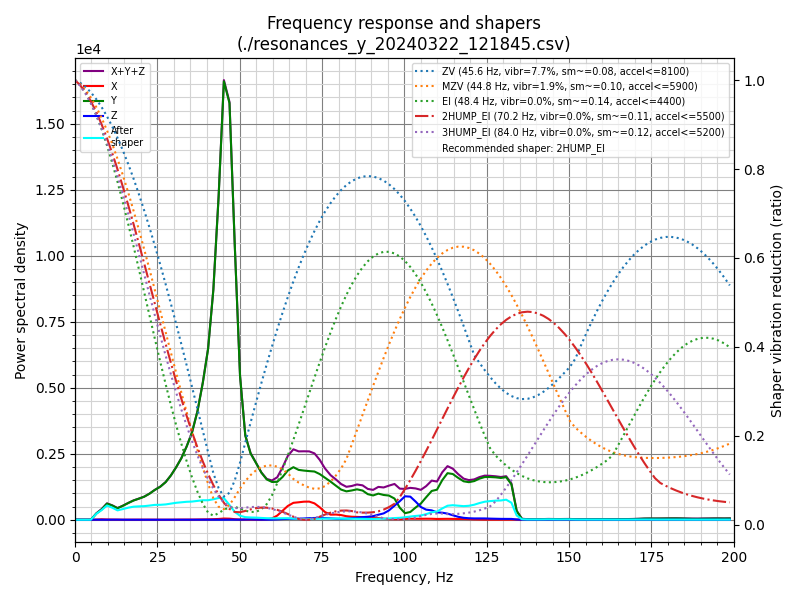 Frequency response and shapers
(./resonances_y_20240322_121845.csv)
1e4
X+Y+Z
X
Y
Z
After
shaper
ZV (45.6 Hz, vibr=7.7%, sm~=0.08, accel<=8100)
MZV (44.8 Hz, vibr=1.9%, sm~=0.10, accel<=5900)
EI (48.4 Hz, vibr=0.0%, sm~=0.14, accel<=4400)
2HUMP_EI (70.2 Hz, vibr=0.0%, sm~=0.11, accel<=5500)
3HUMP_EI (84.0 Hz, vibr=0.0%, sm~=0.12, accel<=5200)
Recommended shaper: 2HUMP_EI
Power spectral density
1.50
1.25
1.00
0.75
0.50
0.25
0.00
1.0
0.8
0.6
0.4
0.2
0.0
Shaper vibration reduction (ratio)
0 25 50 75 100 125 150 175 200
Frequency, Hz